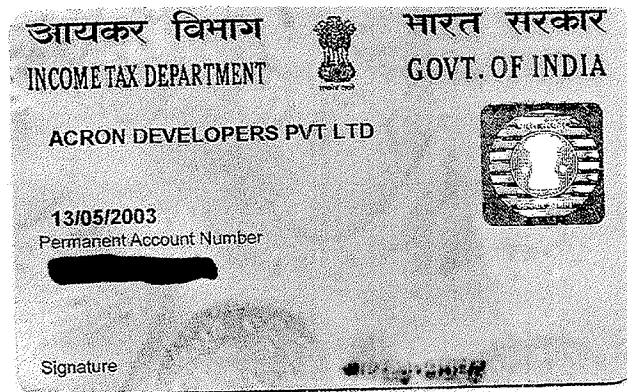 आयकर विभाग
भारत सरकार
INCOME TAX DEPARTMENT
GOVT. OF INDIA
ACRON DEVELOPERS PVT LTD
13/05/2003
Permanent Account Number
Signature